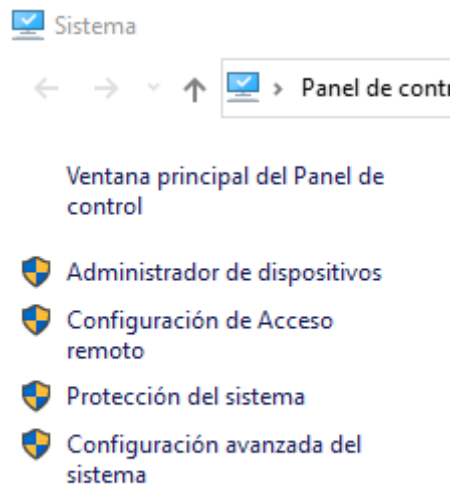 Sistema
Panel de
Ventana principal del Panel de
control
Administrador de dispositivos
Configuración de Acceso
remoto
Protección del sistema
Configuración avanzada del
sistema